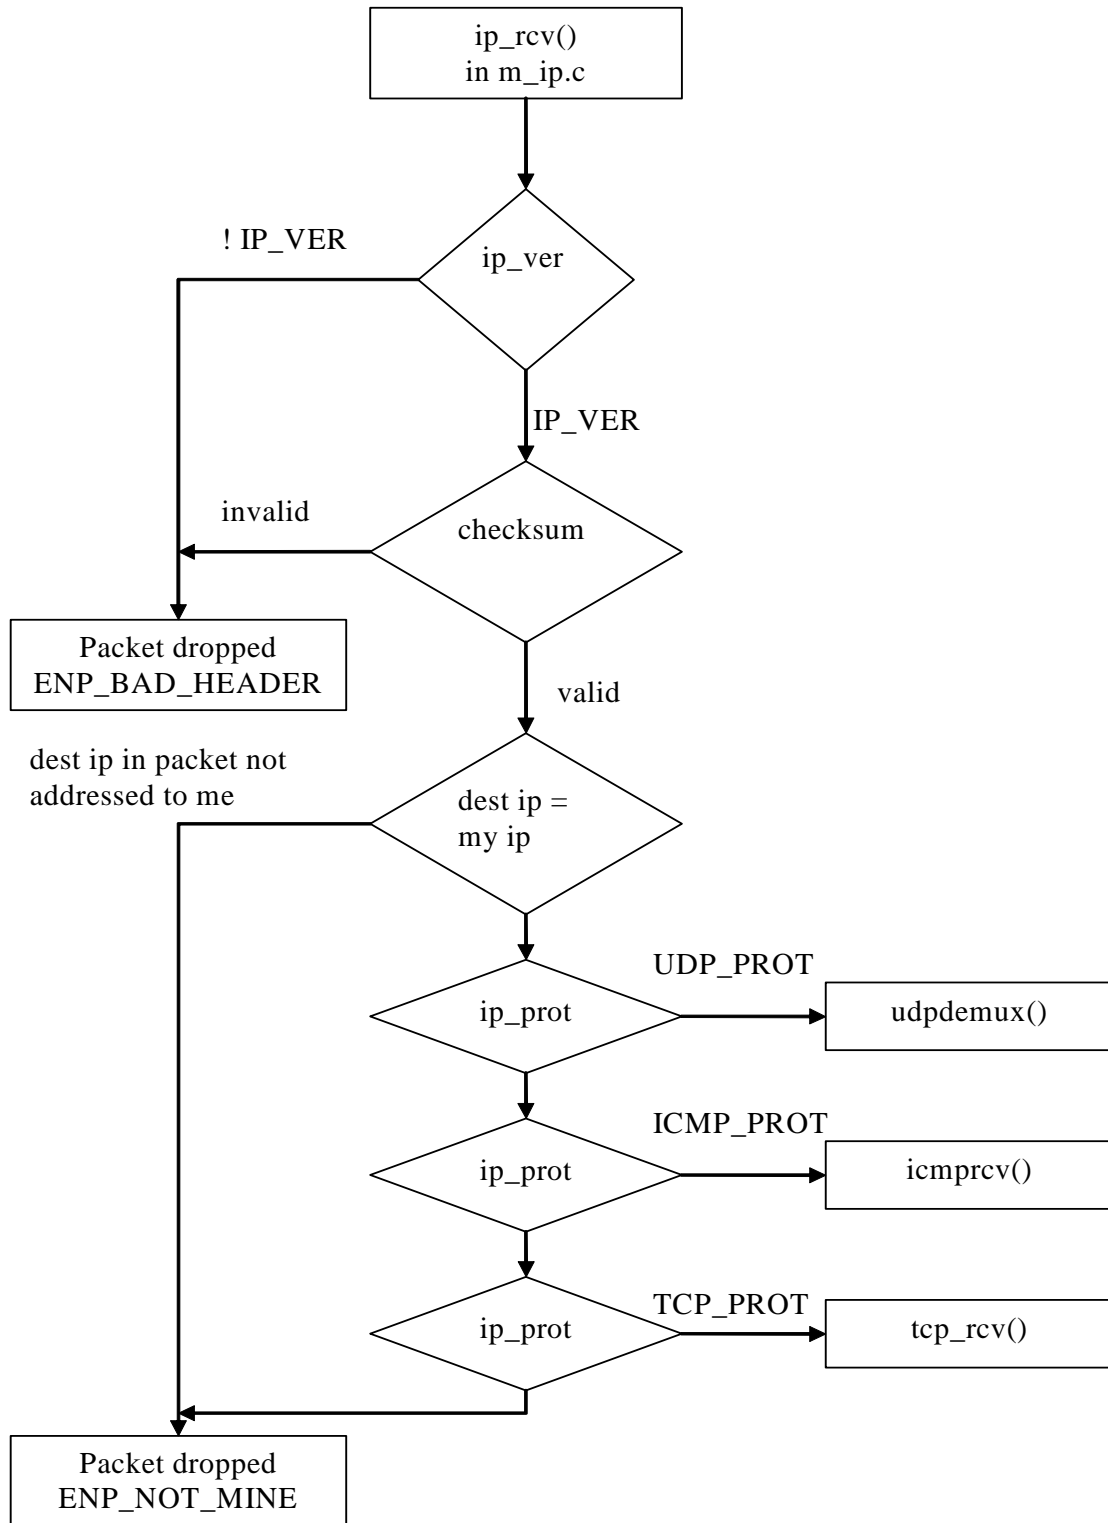 ip_rcv()
in m_ip.c
! IP_VER
ip_ver
IP_VER
invalid
checksum
Packet dropped
ENP_BAD_HEADER
valid
dest ip in packet not
addressed to me
dest ip =
my ip
UDP_PROT
ip_prot
udpdemux()
ICMP_PROT
ip_prot
icmprcv()
TCP_PROT
ip_prot
tcp_rcv()
Packet dropped
ENP_NOT_MINE